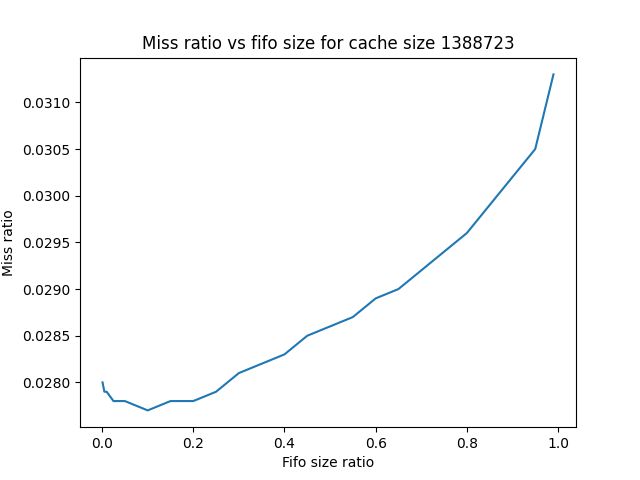 Miss ratio vs fifo size for cache size 1388723
Miss ratio
0.0310
0.0305
0.0300
0.0295
0.0290
0.0285
0.0280
0.0 0.2 0.4 0.6 0.8 1.0
Fifo size ratio